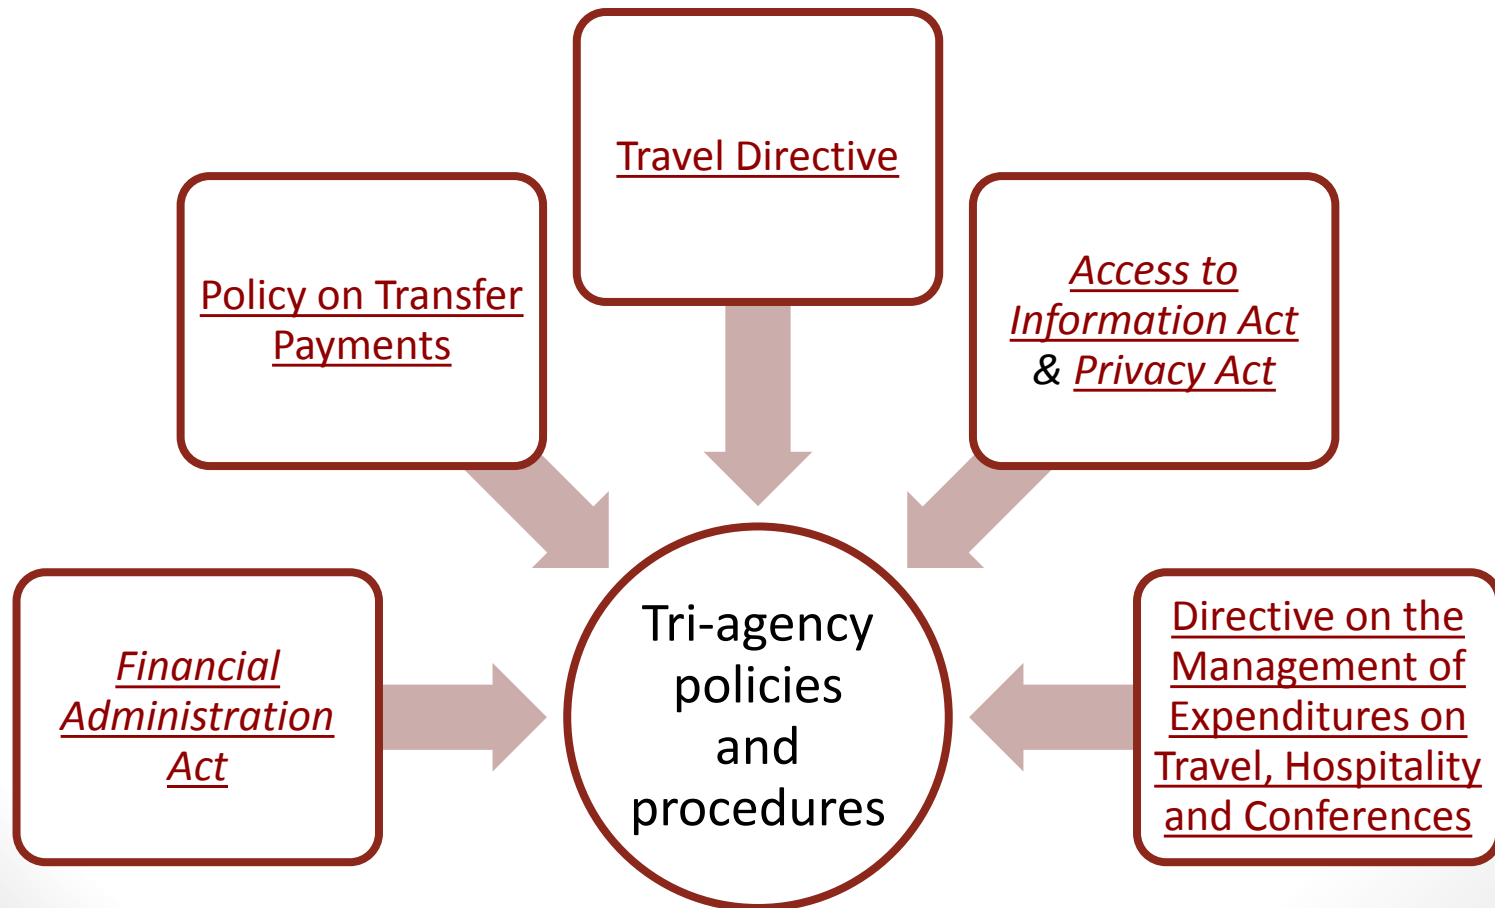 Travel Directive
Policy on Transfer
Payments
Access to
Information Act
& Privacy Act
Financial
Administration
Act
Tri-agency
policies
and
procedures
Directive on the
Management of
Expenditures on
Travel, Hospitality
and Conferences